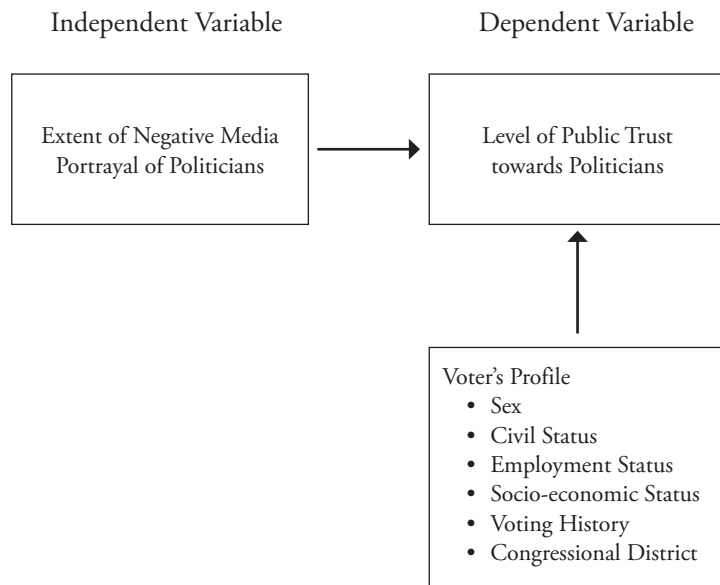 Independent Variable
Dependent Variable
Extent of Negative Media
Portrayal of Politicians
Level of Public Trust
towards Politicians
Voter’s Profile
• Sex
• Civil Status
• Employment Status
• Socio-economic Status
• Voting History
• Congressional District